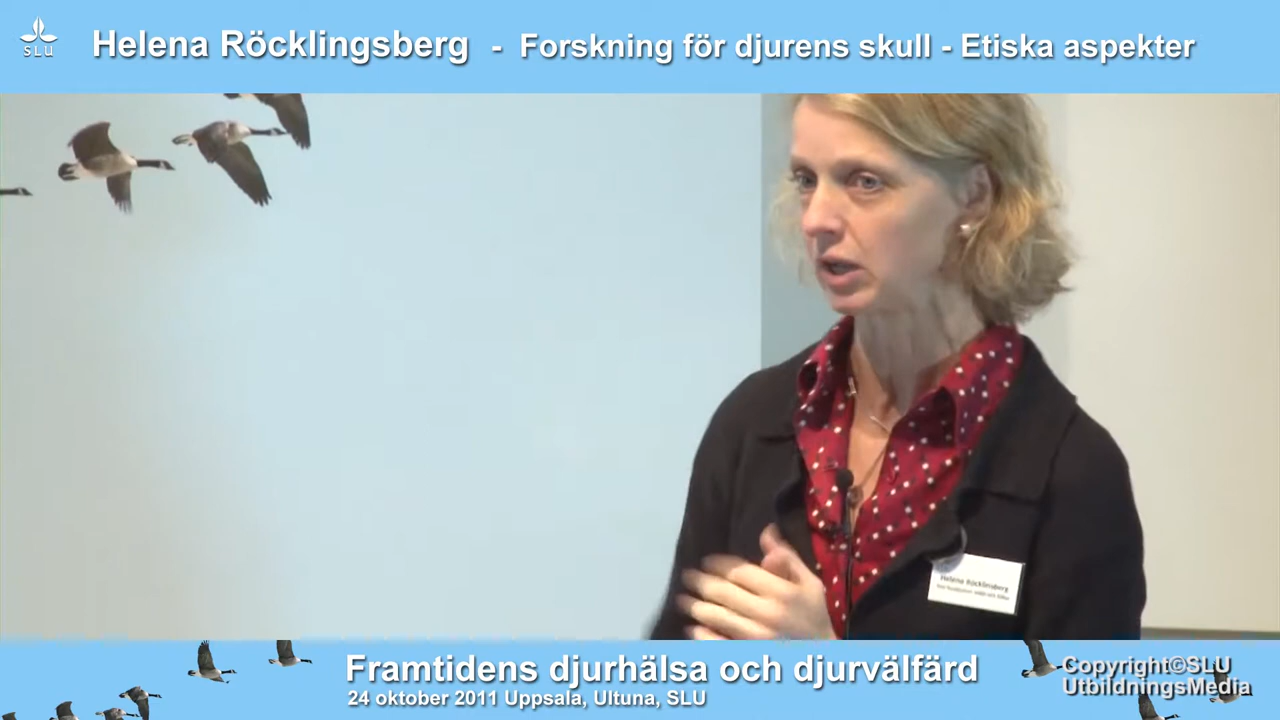 SLU
Helena Röcklingsberg - Forskning för djurens skull - Etiska aspekter
Helena Röcklinsberg
Framtidens djurhälsa och djurvälfärd
24 oktober 2011 Uppsala, Ultuna, SLU
Copyright©SLU
UtbildningsMedia